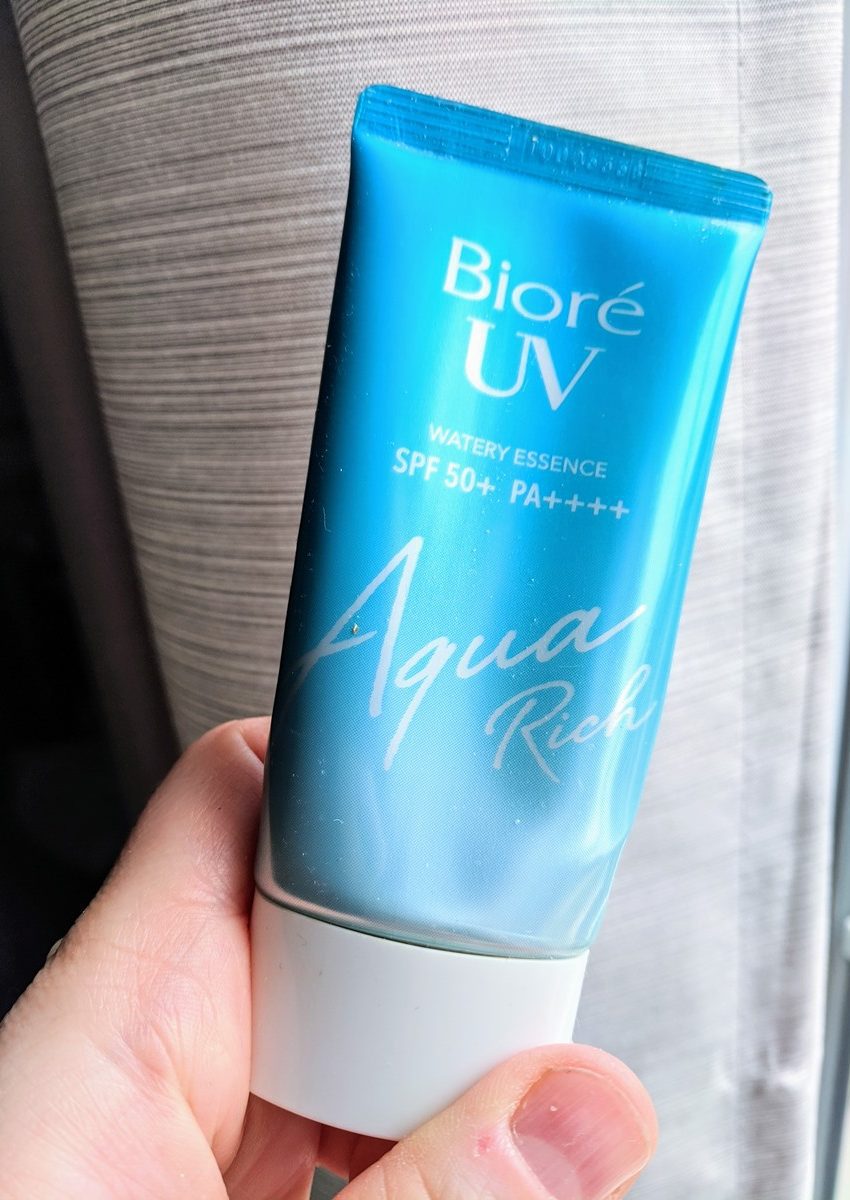 Bioré
UV
WATERY ESSENCE
SPF 50+ PA++++
Aqua
Rich